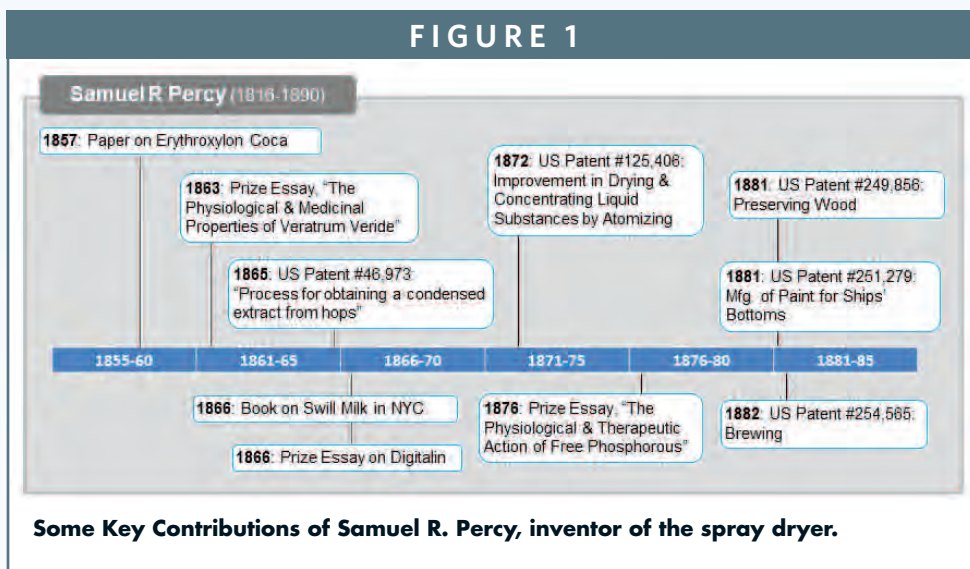 FIGURE 1
Samuel R Percy (1816-1890)
1857: Paper on Erythroxylon Coca
1863: Prize Essay, “The
Physiological & Medicinal
Properties of Veratrum Veride”
1865: US Patent #46,973:
“Process for obtaining a condensed
extract from hops”
1872: US Patent #125,406:
Improvement in Drying &
Concentrating Liquid
Substances by Atomizing
1881: US Patent #249,856:
Preserving Wood
1881: US Patent #251,279:
Mfg. of Paint for Ships’
Bottoms
1855-60 1861-65 1866-70 1871-75 1876-80 1881-85
1866: Book on Swill Milk in NYC
1866: Prize Essay on Digitalin
1876: Prize Essay, “The
Physiological & Therapeutic
Action of Free Phosphorous”
1882: US Patent #254,565:
Brewing
Some Key Contributions of Samuel R. Percy, inventor of the spray dryer.